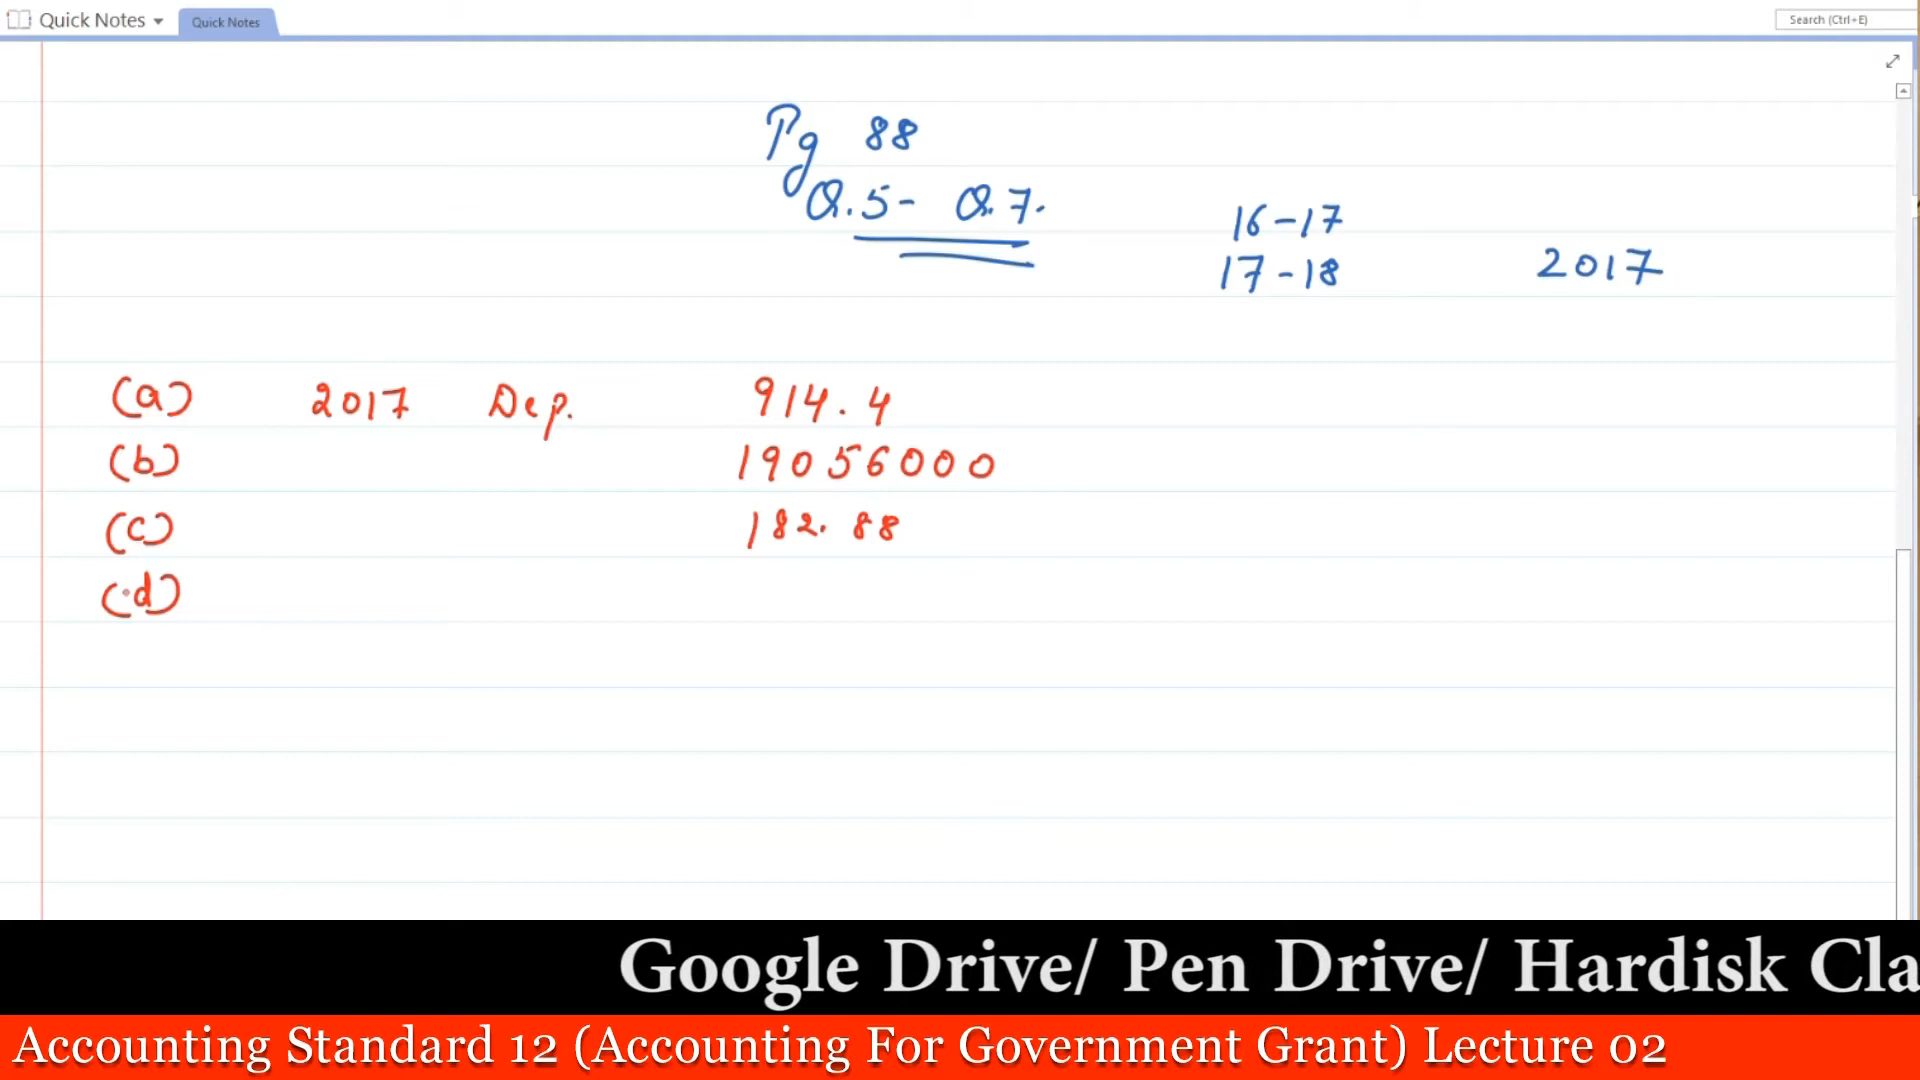 Quick Notes Quick Notes Search (Ctrl+E)
Pg 88
Q.5- Q.7.
16-17
17-18 2017
(a) 2017 Dep. 914.4
(b) 19056000
(c) 182.88
(d)
Google Drive/ Pen Drive/ Hardisk Cla
Accounting Standard 12 (Accounting For Government Grant) Lecture 02